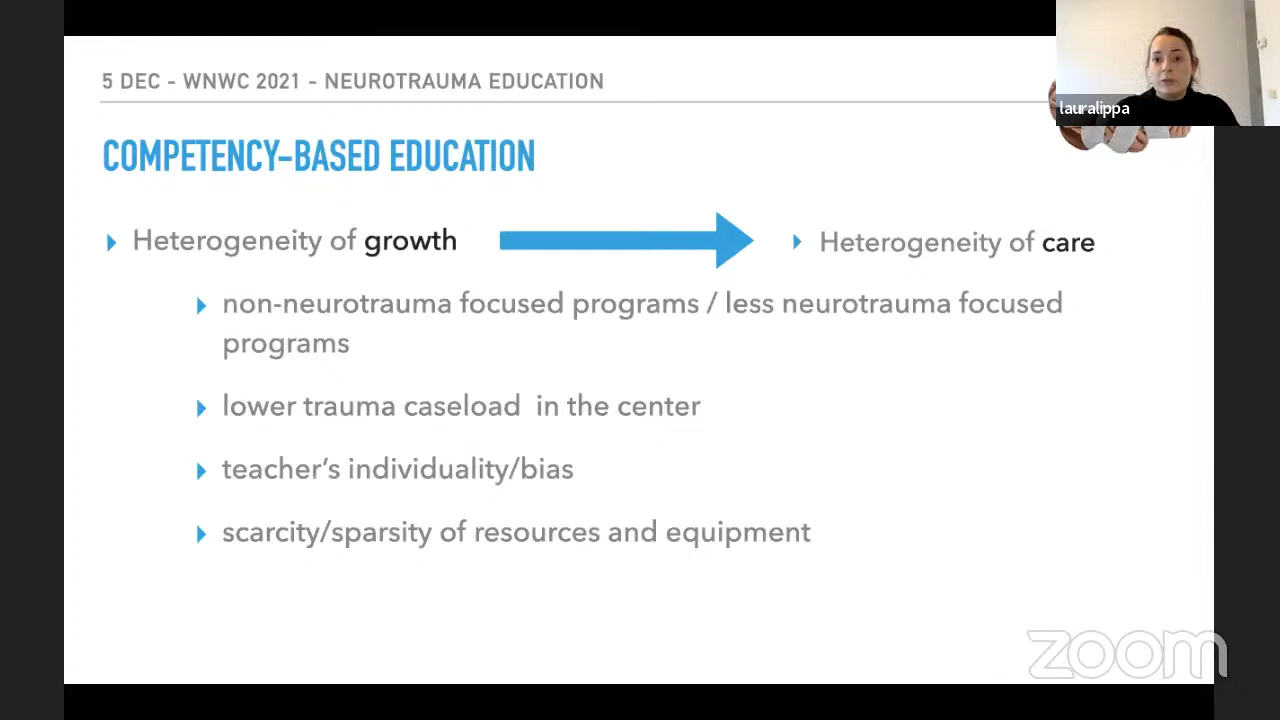 5 DEC - WNWC 2021 - NEUROTRAUMA EDUCATION
lauralippa
COMPETENCY-BASED EDUCATION
Heterogeneity of growth
Heterogeneity of care
non-neurotrauma focused programs / less neurotrauma focused
programs
lower trauma caseload in the center
teacher's individuality/bias
scarcity/sparsity of resources and equipment
zoom